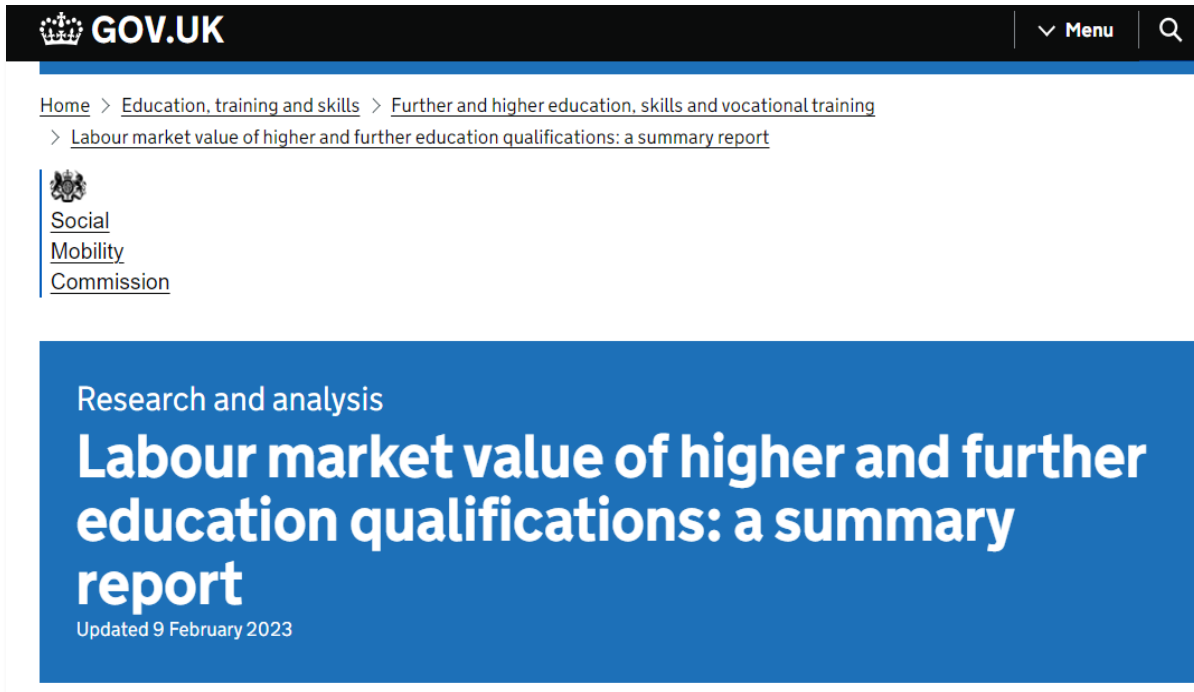 GOV.UK
Menu
Home > Education, training and skills > Further and higher education, skills and vocational training
> Labour market value of higher and further education qualifications: a summary report
Social
Mobility
Commission
Research and analysis
Labour market value of higher and further
education qualifications: a summary
report
Updated 9 February 2023